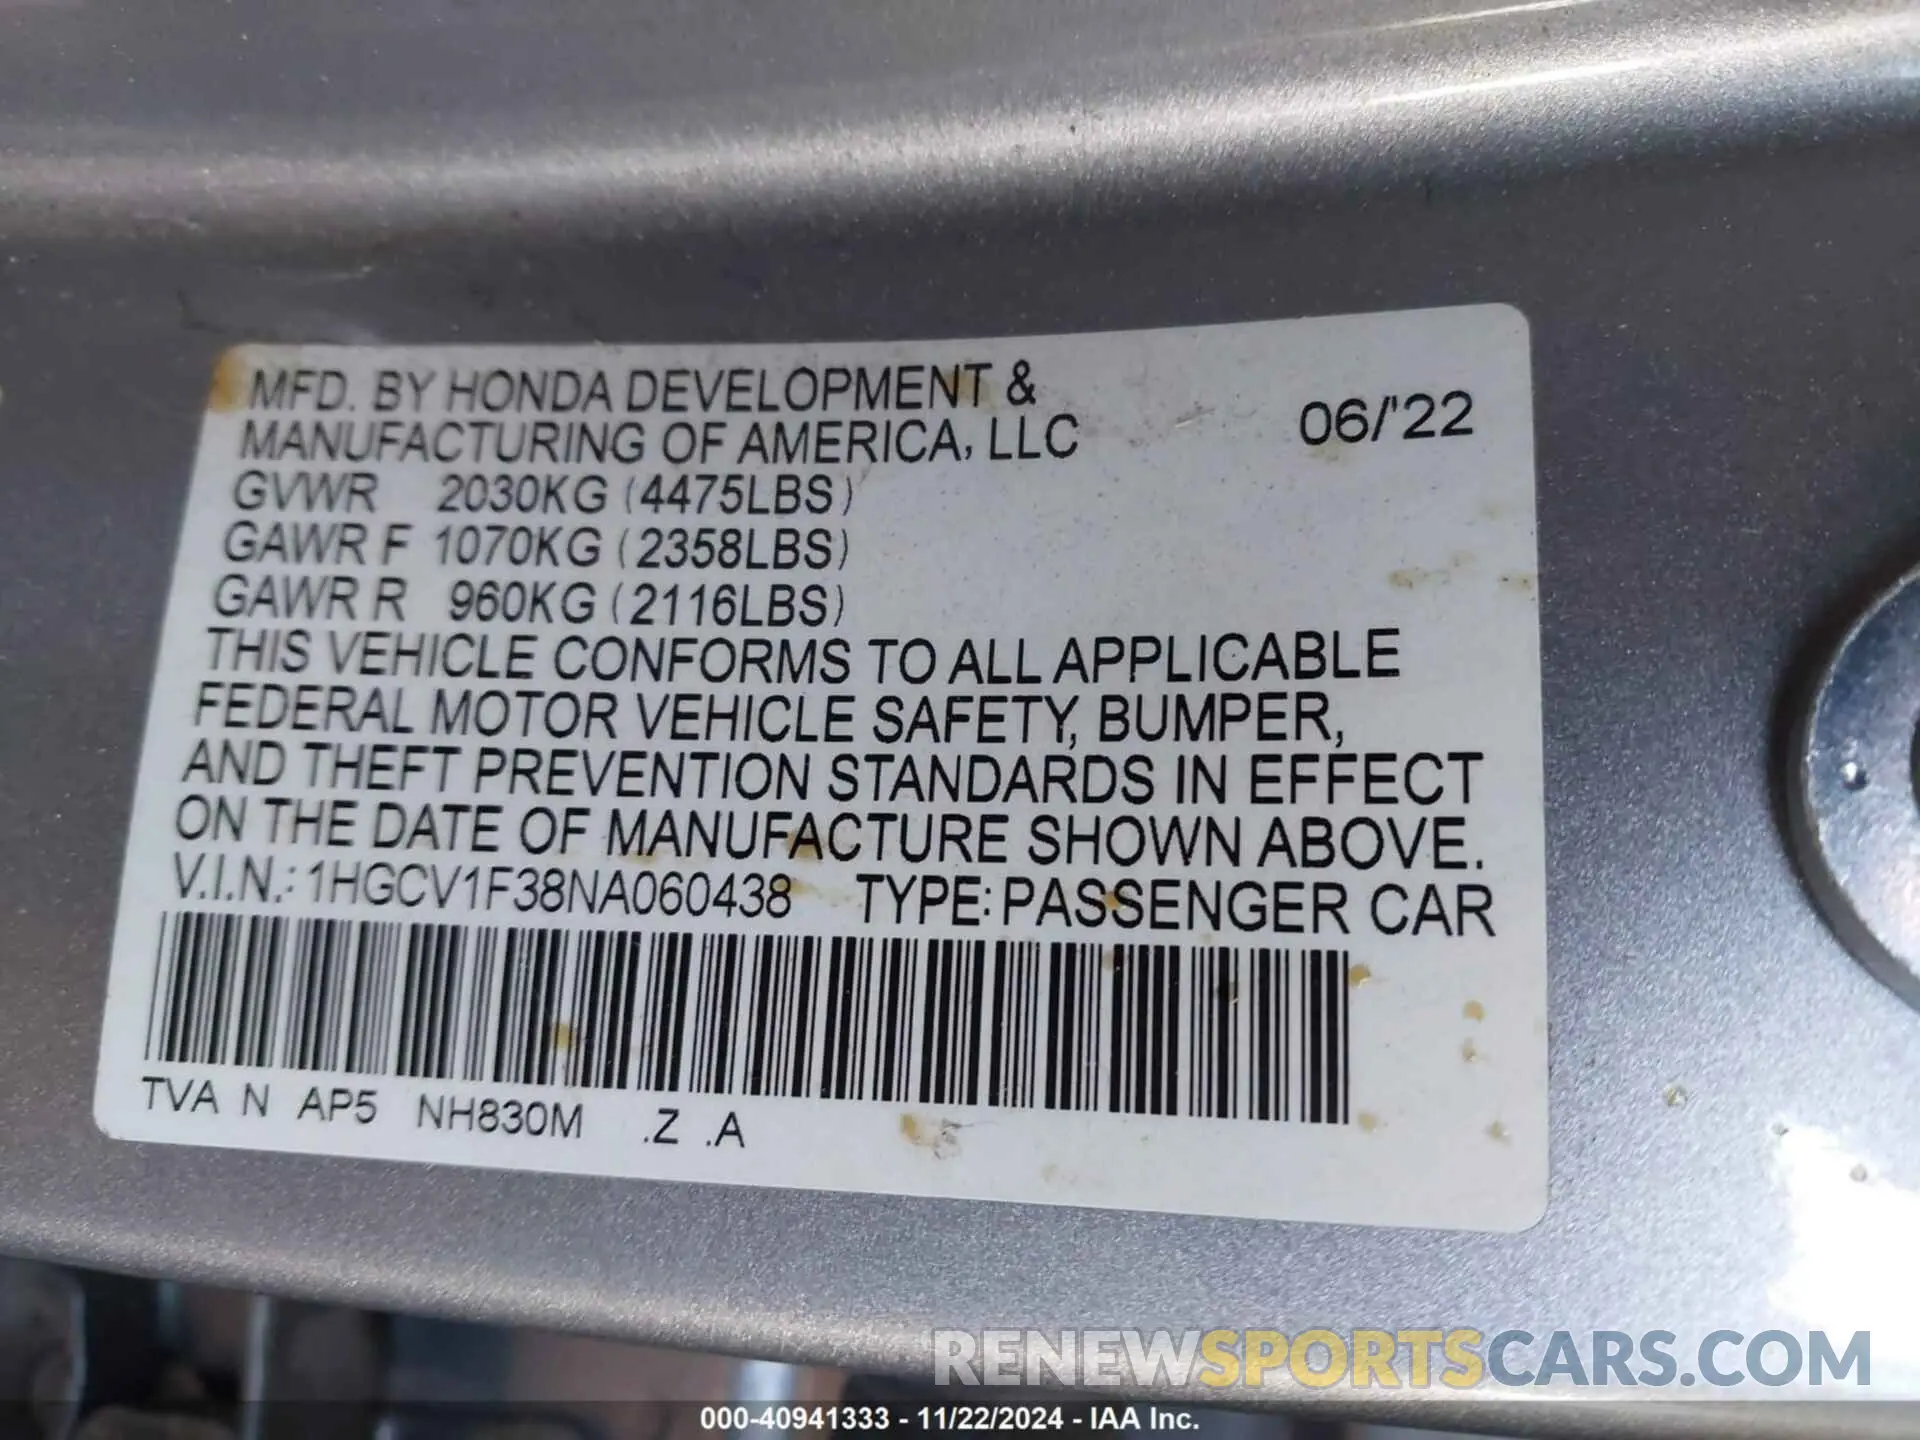 MFD. BY HONDA DEVELOPMENT &
MANUFACTURING OF AMERICA, LLC
06/'22
GVWR 2030KG (4475LBS)
GAWR F 1070KG (2358LBS)
GAWR R 960KG (2116LBS)
THIS VEHICLE CONFORMS TO ALL APPLICABLE
FEDERAL MOTOR VEHICLE SAFETY, BUMPER,
AND THEFT PREVENTION STANDARDS IN EFFECT
ON THE DATE OF MANUFACTURE SHOWN ABOVE.
V.I.N.: 1HGCV1F38NA060438 TYPE: PASSENGER CAR
TVA N AP5 NH830M .Z .A
RENEWSPORTSCARS.COM
000-40941333 - 11/22/2024 - IAA Inc.